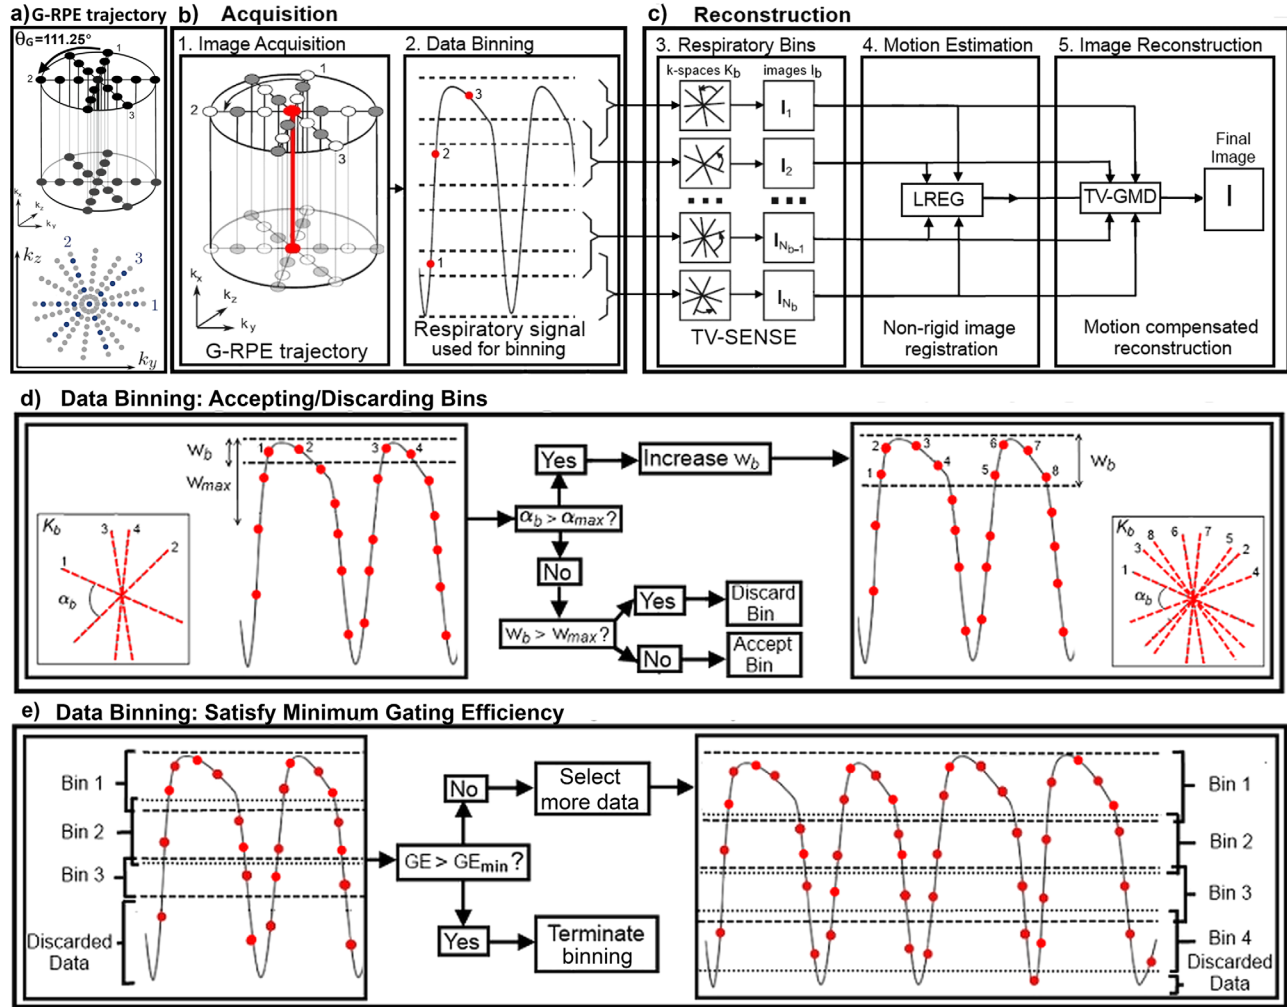 a) G-RPE trajectory
θG=111.25°
1
2
3
kx
kz
ky
2
3
kz
1
ky
b) Acquisition
1. Image Acquisition
1
2
3
kx
kz
ky
G-RPE trajectory
2. Data Binning
3
2
1
Respiratory signal
used for binning
c) Reconstruction
3. Respiratory Bins
k-spaces Kb
images Ib
I1
I2
INb-1
INb
TV-SENSE
4. Motion Estimation
LREG
Non-rigid image
registration
5. Image Reconstruction
TV-GMD
Final
Image
I
Motion compensated
reconstruction
d) Data Binning: Accepting/Discarding Bins
Kb
3 4
1
2
αb
wb
wmax
1 2 3 4
αb > αmax?
Yes
Increase wb
No
wb > wmax?
Yes
Discard
Bin
No
Accept
Bin
2 3 6 7
1 4 5 8
wb
Kb
3 8 6 7 5
1 2
4
αb
e) Data Binning: Satisfy Minimum Gating Efficiency
Bin 1
Bin 2
Bin 3
Discarded
Data
GE > GEmin?
No
Select
more data
Yes
Terminate
binning
Bin 1
Bin 2
Bin 3
Bin 4
Discarded
Data